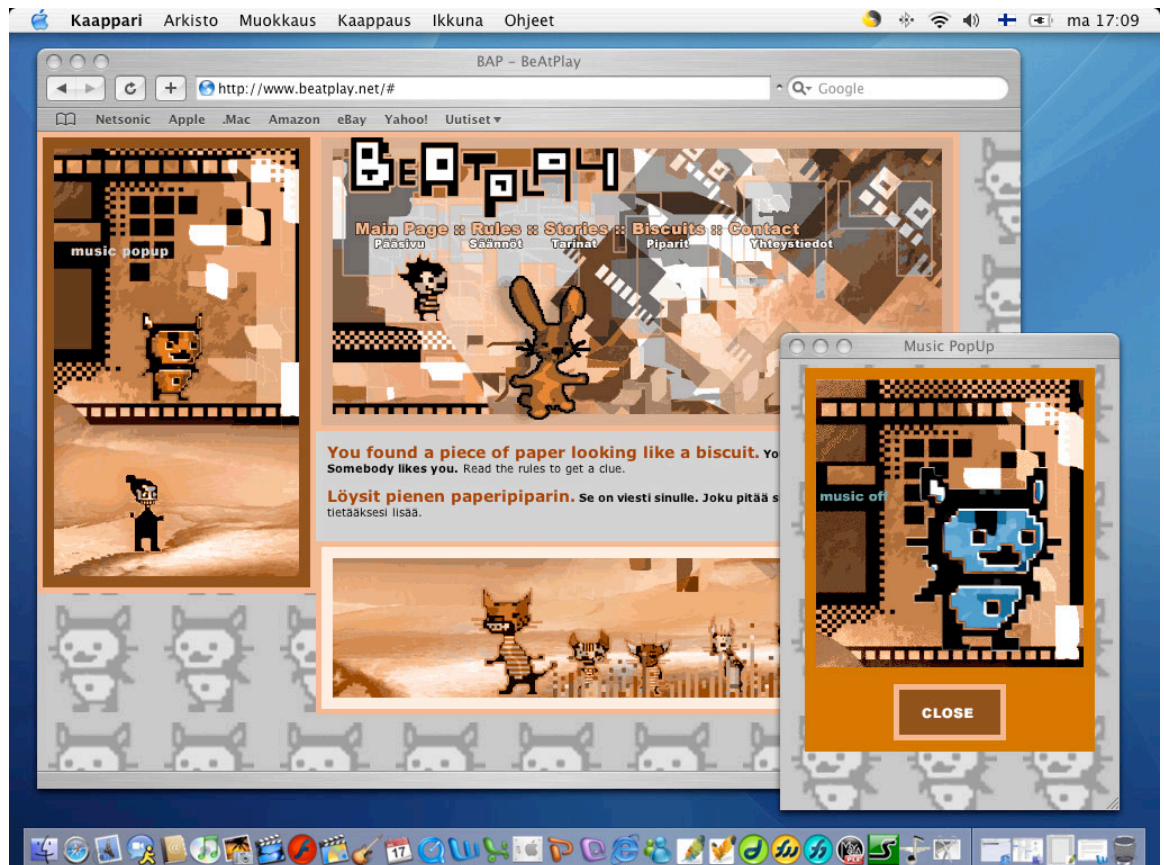 Kaappari Arkisto Muokkaus Kaappaus Ikkuna Ohjeet ma 17:09
BAP – BeAtPlay
http://www.beatplay.net/#
Google
Netsonic Apple .Mac Amazon eBay Yahoo! Uutiset
BEATPLAY
music popup
Main Page :: Rules :: Stories :: Biscuits :: Contact
Pääsivu Säännöt Tarinat Piparit Yhteystiedot
You found a piece of paper looking like a biscuit. Yo
Somebody likes you. Read the rules to get a clue.
Löysit pienen paperipiparin. Se on viesti sinulle. Joku pitää s
tietääksesi lisää.
Music PopUp
music off
CLOSE
17